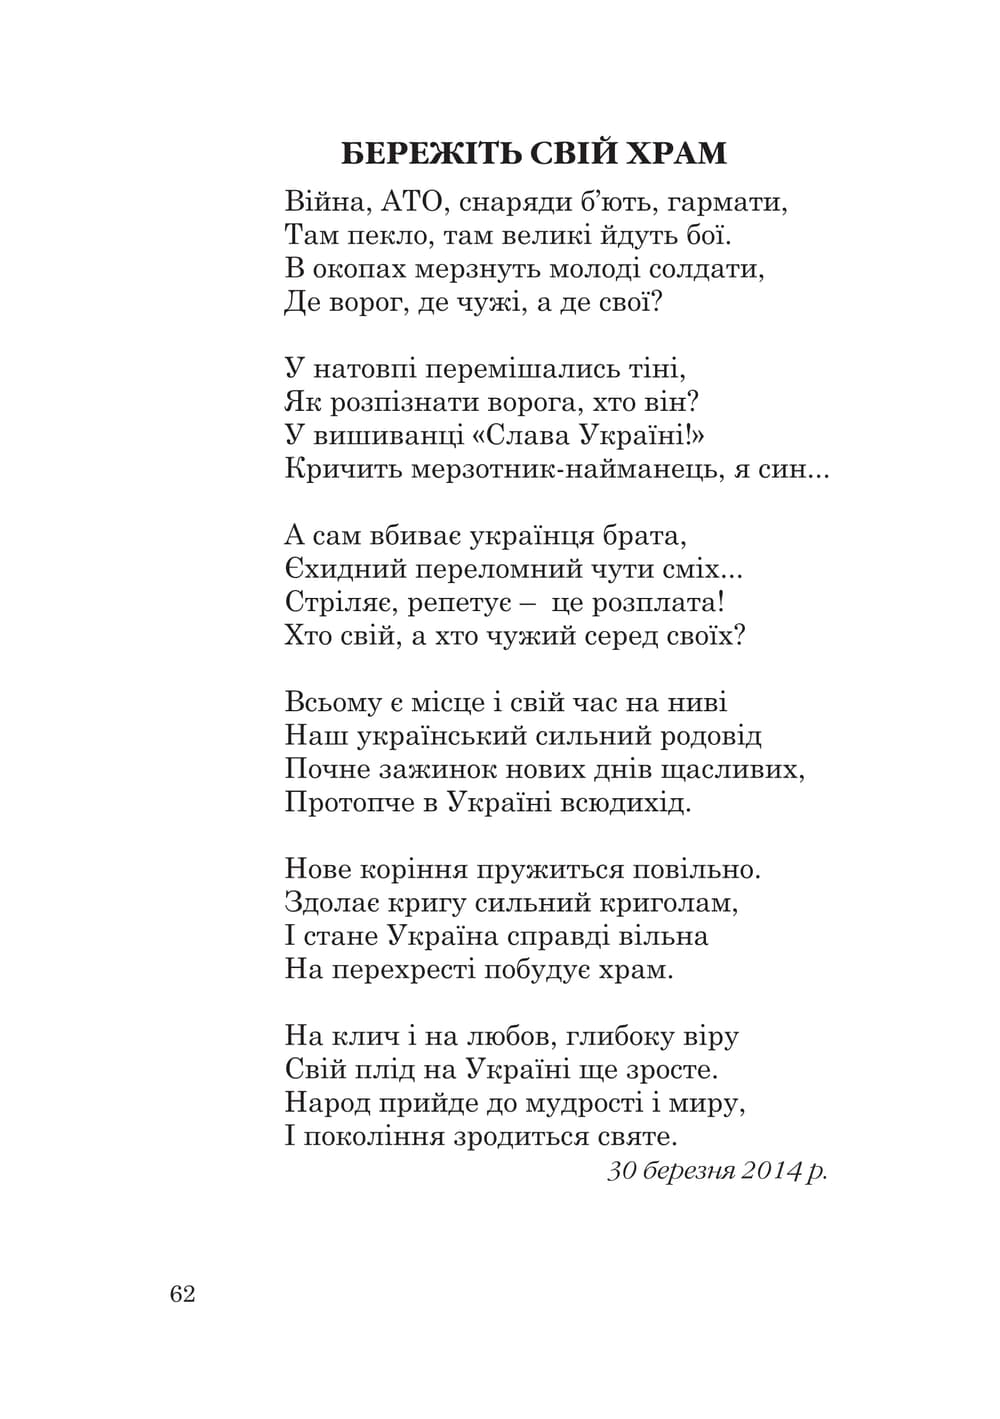 БЕРЕЖІТЬ СВІЙ ХРАМ
Війна, АТО, снаряди б’ють, гармати,
Там пекло, там великі йдуть бої.
В окопах мерзнуть молоді солдати,
Де ворог, де чужі, а де свої?
У натовпі перемішались тіні,
Як розпізнати ворога, хто він?
У вишиванці «Слава Україні!»
Кричить мерзотник-найманець, я син...
А сам вбиває українця брата,
Єхидний переломний чути сміх...
Стріляє, репетує – це розплата!
Хто свій, а хто чужий серед своїх?
Всьому є місце і свій час на ниві
Наш український сильний родовід
Почне зажинок нових днів щасливих,
Протопче в Україні всюдихід.
Нове коріння пружиться повільно.
Здолає кригу сильний криголам,
І стане Україна справді вільна
На перехресті побудує храм.
На клич і на любов, глибоку віру
Свій плід на Україні ще зросте.
Народ прийде до мудрості і миру,
І покоління зродиться святе.
30 березня 2014 р.
62